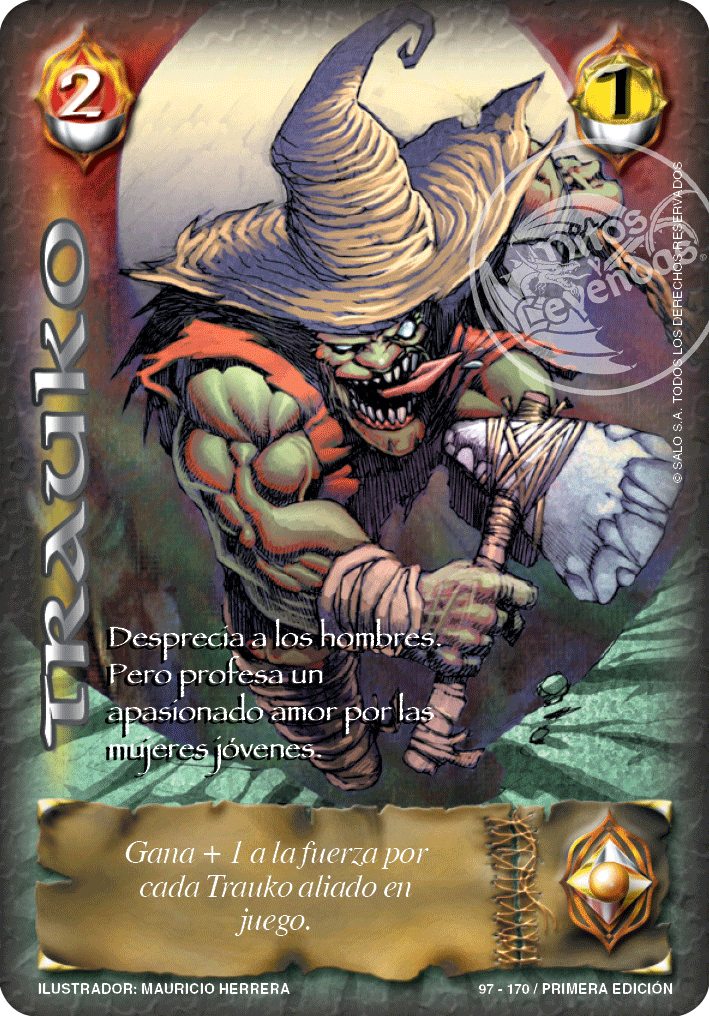 2
1
TRAUKO
mitos
y
Leyendas
®
© SALO S.A. TODOS LOS DERECHOS RESERVADOS
Desprecia a los hombres.
Pero profesa un
apasionado amor por las
mujeres jóvenes.
Gana + 1 a la fuerza por
cada Trauko aliado en
juego.
ILUSTRADOR: MAURICIO HERRERA
97 - 170 / PRIMERA EDICIÓN